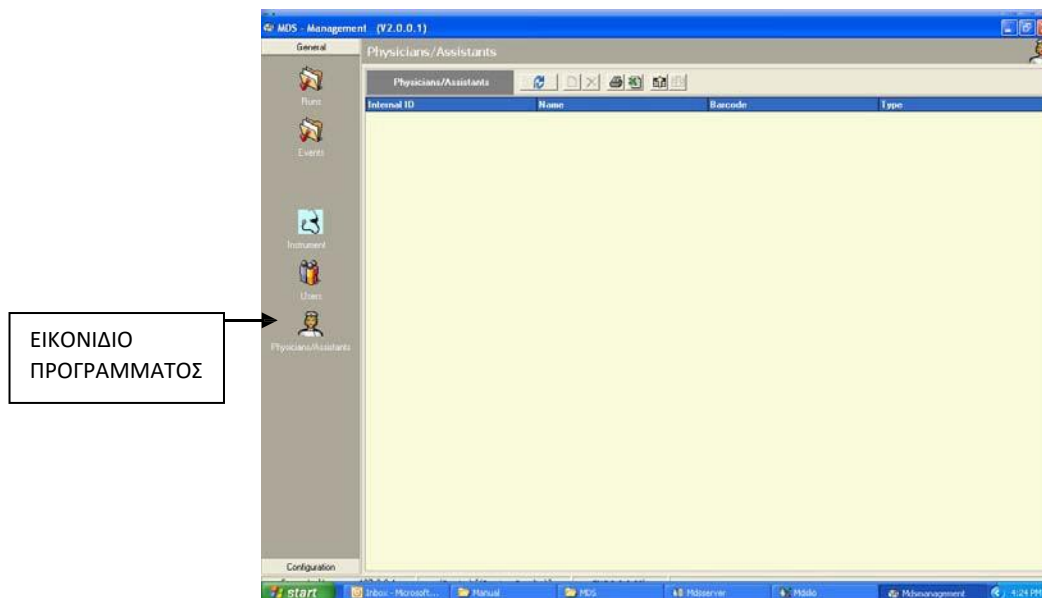 MDS - Management (V2.0.0.1)
General
Physicians/Assistants
Physicians/Assistants
Internal ID Name Barcode Type
Runs
Events
Instrument
Users
Physicians/Assistants
ΕΙΚΟΝΙΔΙΟ
ΠΡΟΓΡΑΜΜΑΤΟΣ
Configuration
start Inbox - Microsoft... Manual MDS Mdsserver Mdsio Mdsmanagement 4:24 PM